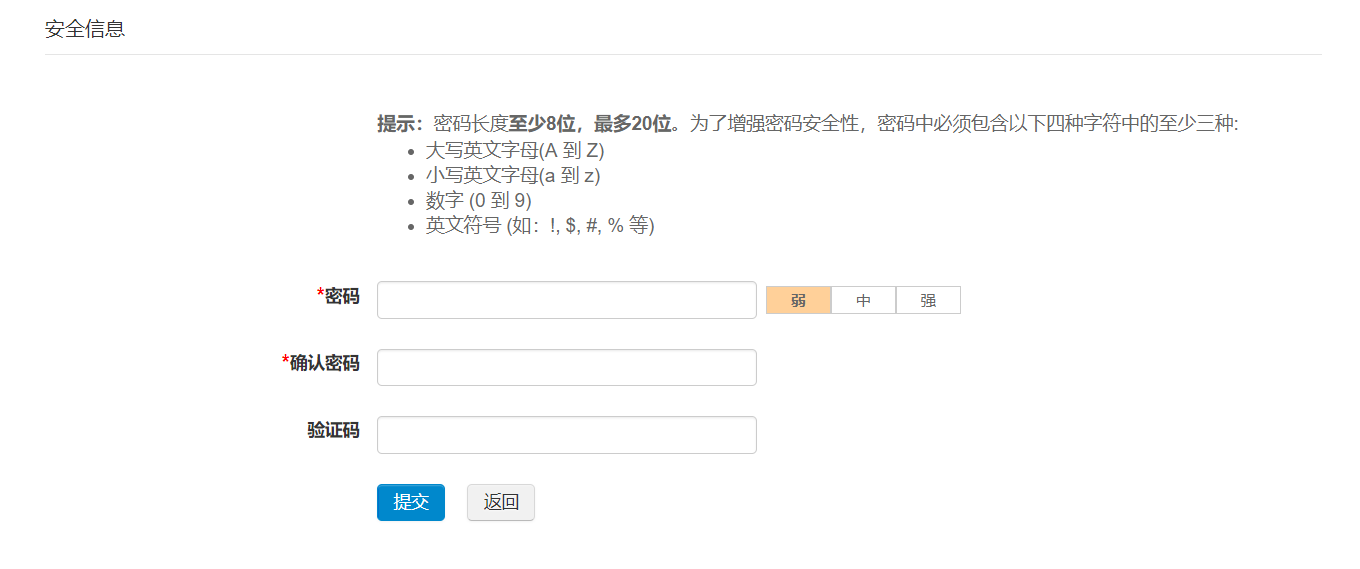 安全信息
提示：密码长度至少8位，最多20位。为了增强密码安全性，密码中必须包含以下四种字符中的至少三种:
大写英文字母(A 到 Z)
小写英文字母(a 到 z)
数字 (0 到 9)
英文符号 (如：!, $, #, % 等)
*密码 弱 中 强
*确认密码
验证码
提交 返回